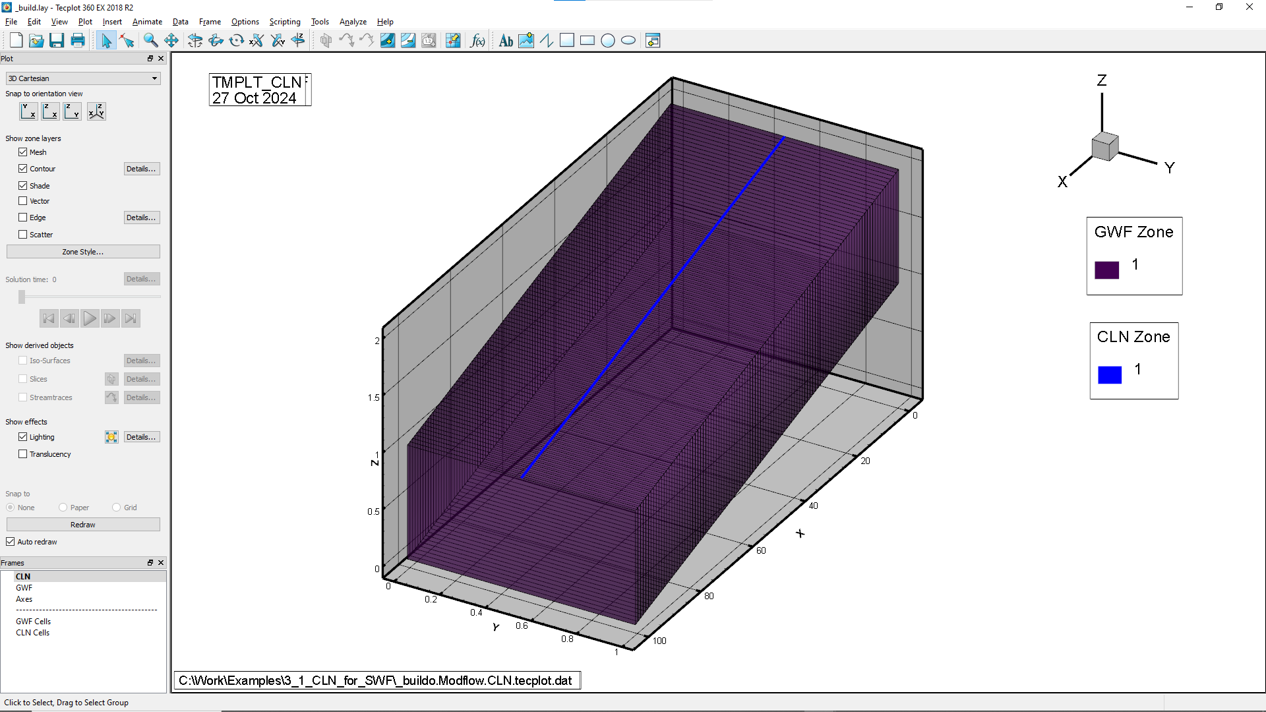 _build.lay - Tecplot 360 EX 2018 R2
File Edit View Plot Insert Animate Data Frame Options Scripting Tools Analyze Help
Plot
3D Cartesian
Snap to orientation view
Show zone layers
Mesh
Contour Details...
Shade
Vector
Edge Details...
Scatter
Zone Style...
Solution time: 0 Details...
Show derived objects
Iso-Surfaces Details...
Slices Details...
Streamtraces Details...
Show effects
Lighting Details...
Translucency
Snap to
None Paper Grid
Redraw
Auto redraw
Frames
CLN
GWF
Axes
GWF Cells
CLN Cells
Click to Select, Drag to Select Group
TMPLT_CLN
27 Oct 2024
Z
X
Y
GWF Zone
1
CLN Zone
1
2
1.5
1
Z
0.5
0
0
0.2
0.4
Y
0.6
0.8
1
0
20
40
X
60
80
100
C:\Work\Examples\3_1_CLN_for_SWF\_buildo.Modflow.CLN.tecplot.dat